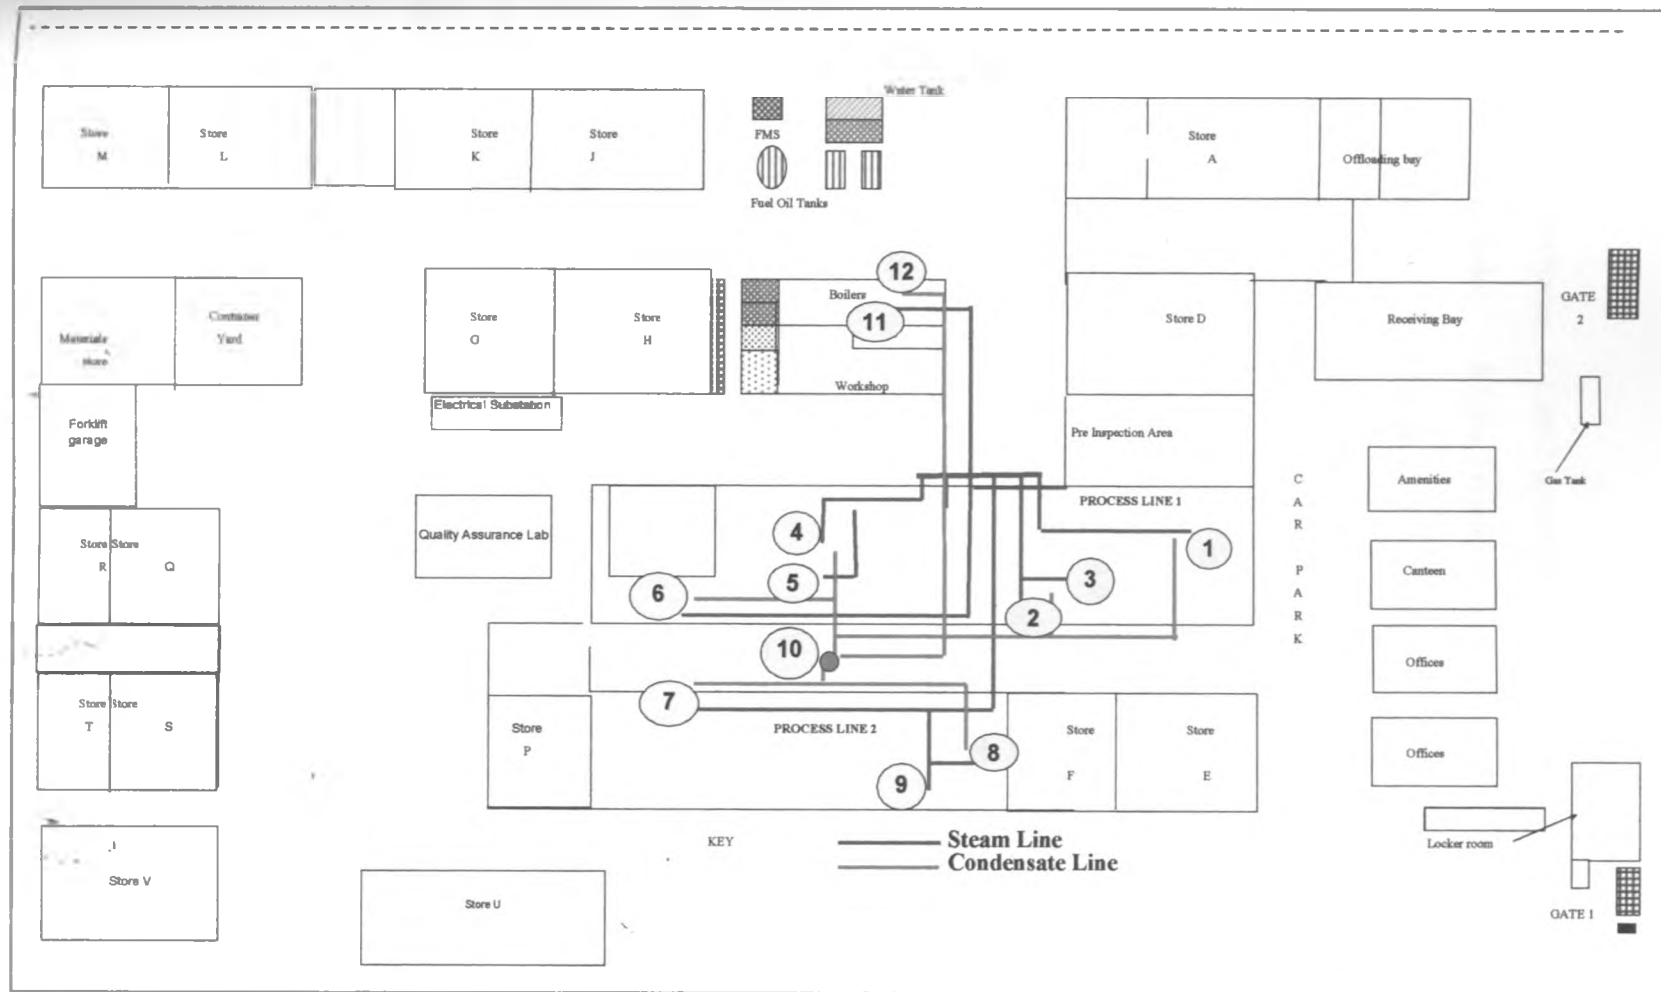 Water Tank
Store
M
Store
L
Store
K
Store
J
FMS
Fuel Oil Tanks
Store
A
Offloading bay
12
Boilers
11
Workshop
Container
Yard
Materials
store
Store
G
Store
H
Electrical Substation
Store D
Receiving Bay
GATE
2
Gas Tank
Forklift
garage
Pre Inspection Area
C
A
R
P
A
R
K
Amenities
Canteen
Offices
Offices
Quality Assurance Lab
PROCESS LINE 1
4
1
5
3
6
2
10
7
Store
R
Store
Q
Store
T
Store
S
Store
P
PROCESS LINE 2
8
9
Store
F
Store
E
Locker room
GATE 1
KEY
Steam Line
Condensate Line
Store V
Store U